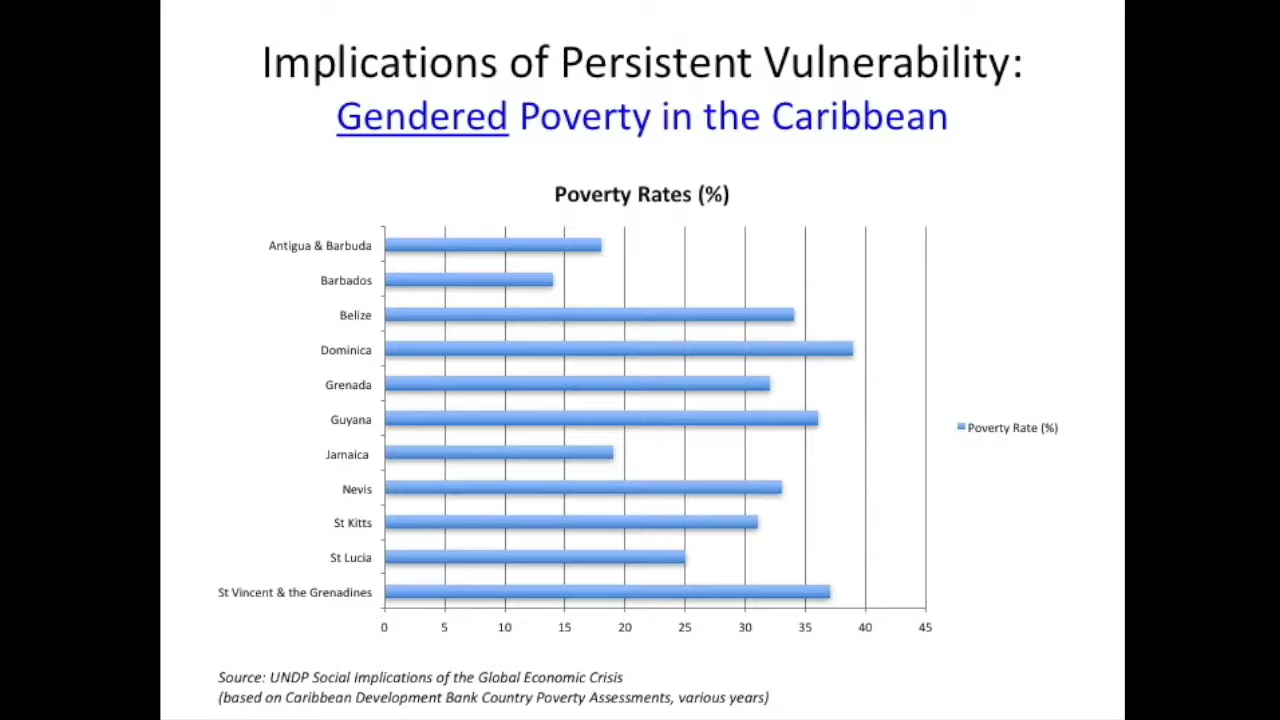 Implications of Persistent Vulnerability:
Gendered Poverty in the Caribbean
Poverty Rates (%)
Antigua & Barbuda
Barbados
Belize
Dominica
Grenada
Guyana
Jamaica
Nevis
St Kitts
St Lucia
St Vincent & the Grenadines
0 5 10 15 20 25 30 35 40 45
Poverty Rate (%)
Source: UNDP Social Implications of the Global Economic Crisis
(based on Caribbean Development Bank Country Poverty Assessments, various years)